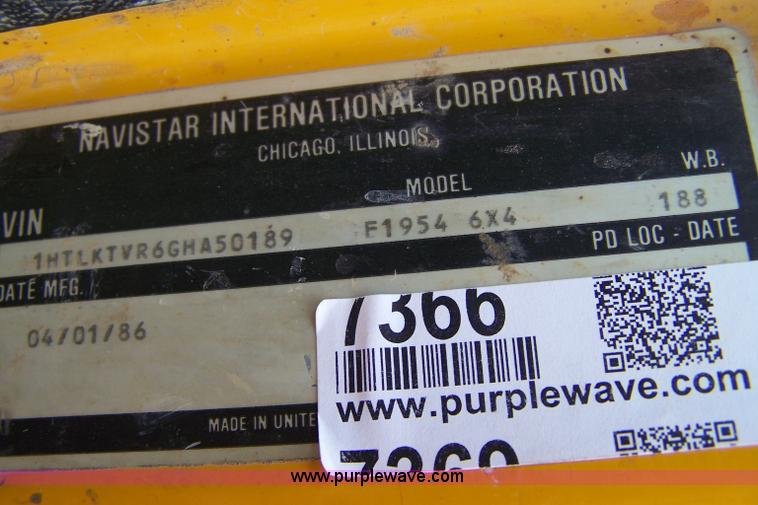 NAVISTAR INTERNATIONAL CORPORATION
CHICAGO, ILLINOIS
VIN
MODEL
W.B.
1HTLKTVR6GHA50189
F1954 6X4
188
DATE MFG.
PD LOC - DATE
04/01/86
7366
www.purplewave.com
MADE IN
www.purplewave.com